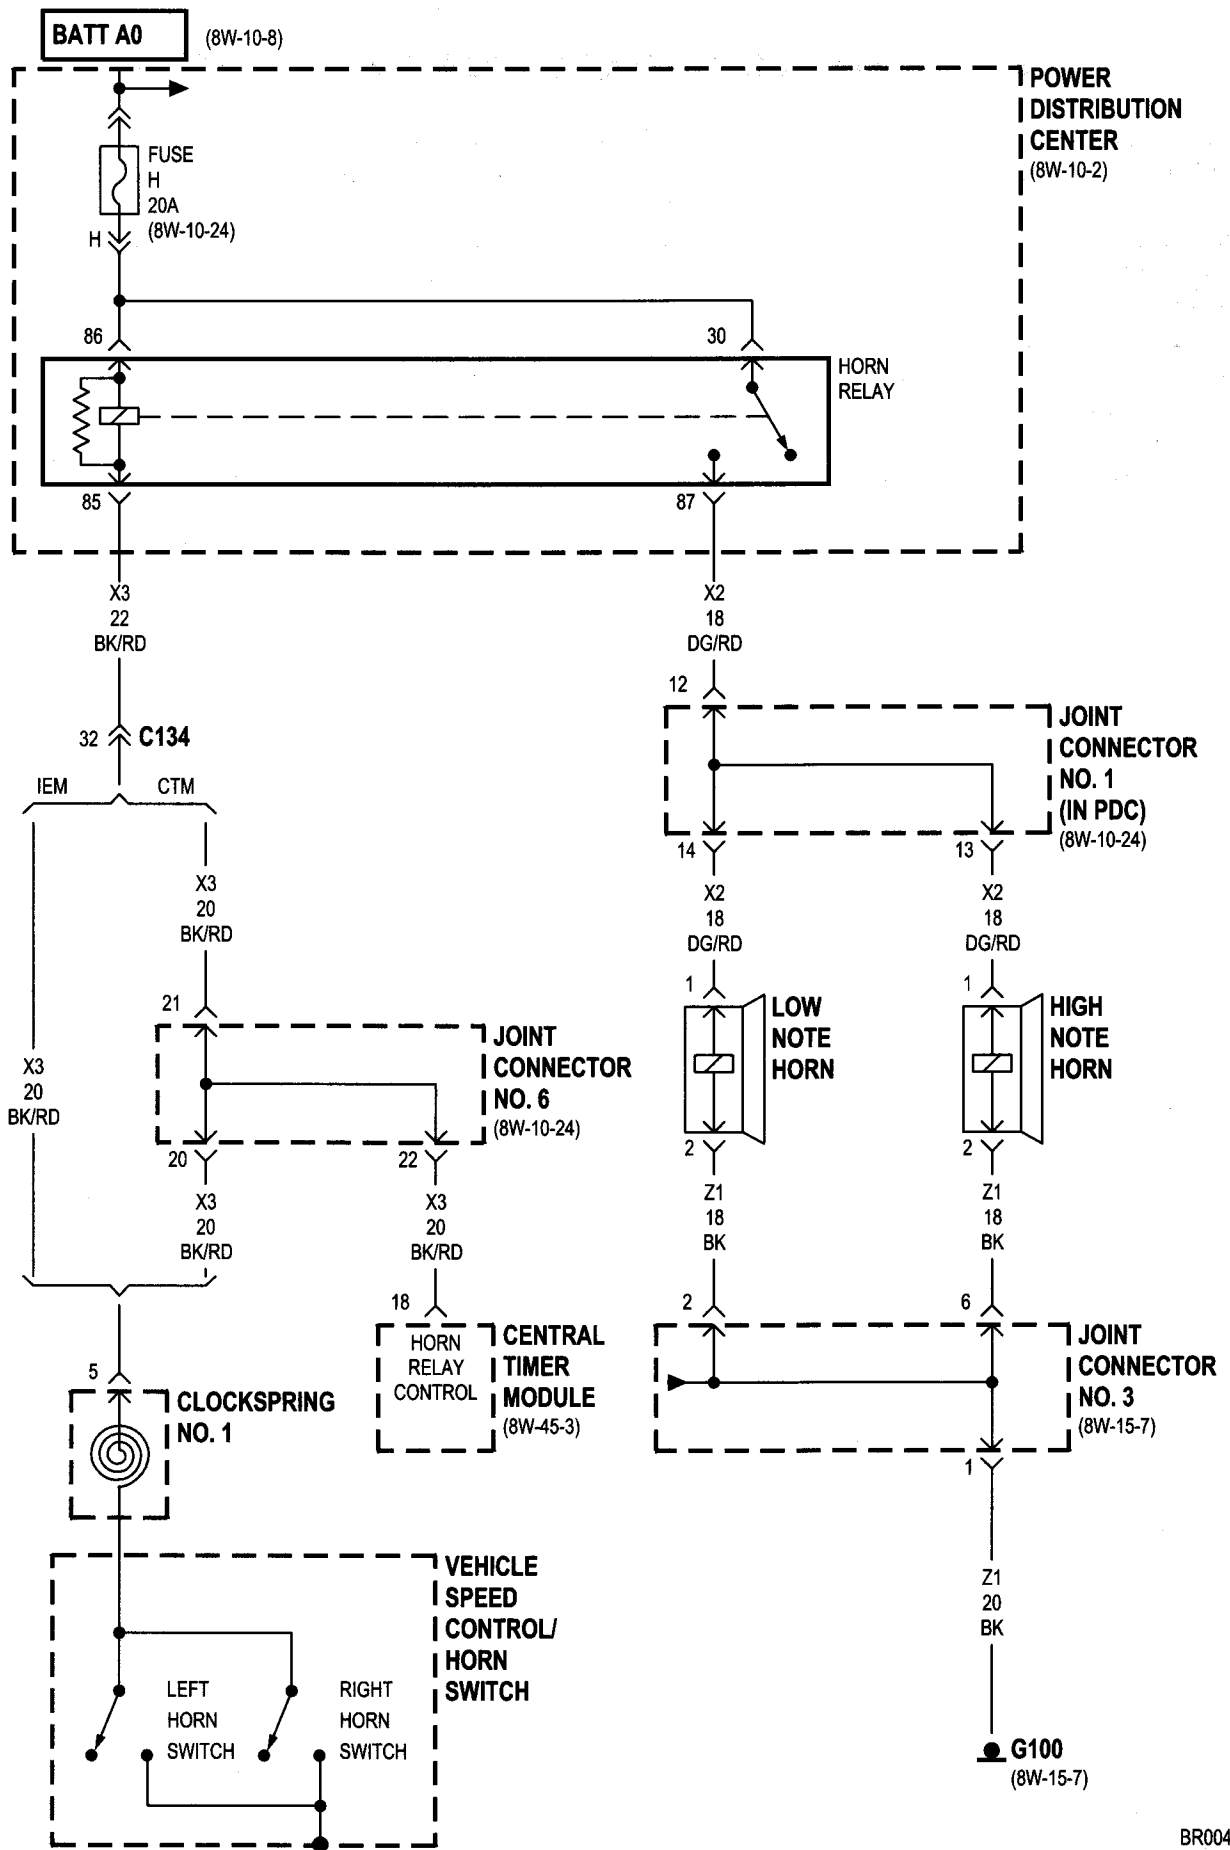 BATT A0
(8W-10-8)
POWER
DISTRIBUTION
CENTER
(8W-10-2)
FUSE
H
20A
(8W-10-24)
H
86
30
HORN
RELAY
85
87
X3
22
BK/RD
X2
18
DG/RD
12
32
C134
JOINT
CONNECTOR
NO. 1
(IN PDC)
(8W-10-24)
IEM
CTM
14
13
X3
20
BK/RD
X2
18
DG/RD
X2
18
DG/RD
21
1
1
LOW
NOTE
HORN
HIGH
NOTE
HORN
JOINT
CONNECTOR
NO. 6
(8W-10-24)
X3
20
BK/RD
20
22
2
2
X3
20
BK/RD
X3
20
BK/RD
Z1
18
BK
Z1
18
BK
18
2
6
HORN
RELAY
CONTROL
CENTRAL
TIMER
MODULE
(8W-45-3)
JOINT
CONNECTOR
NO. 3
(8W-15-7)
5
CLOCKSPRING
NO. 1
1
VEHICLE
SPEED
CONTROL/
HORN
SWITCH
Z1
20
BK
LEFT
HORN
SWITCH
RIGHT
HORN
SWITCH
G100
(8W-15-7)
BR004